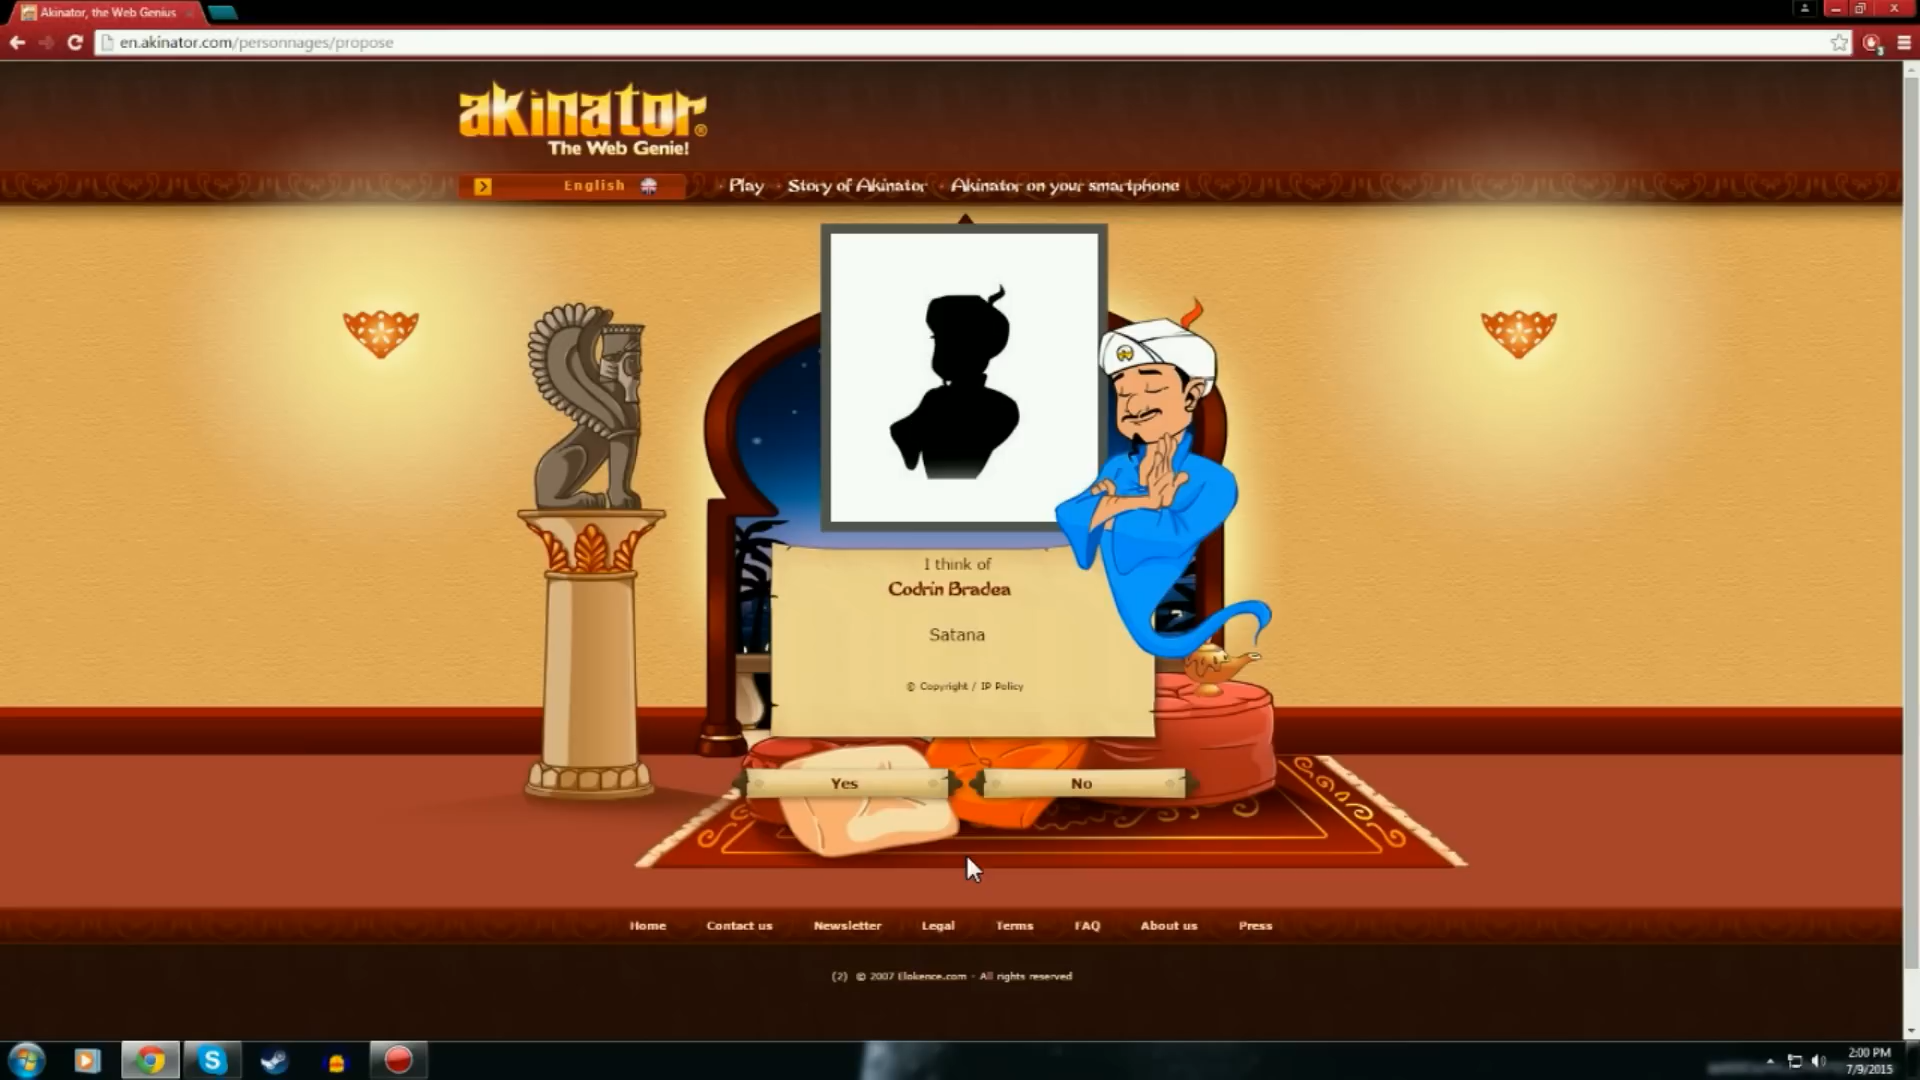 Akinator, the Web Genius
en.akinator.com/personnages/propose
akinator®
The Web Genie!
English
Play
Story of Akinator
Akinator on your smartphone
I think of
Codrin Bradea
Satana
© Copyright / IP Policy
Yes
No
Home
Contact us
Newsletter
Legal
Terms
FAQ
About us
Press
(2) © 2007 Elokence.com - All rights reserved
2:00 PM
7/9/2015